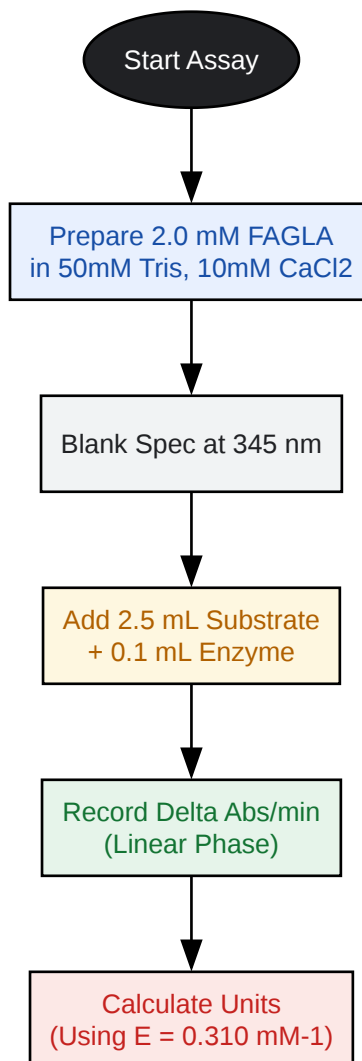 Start Assay
Prepare 2.0 mM FAGLA
in 50mM Tris, 10mM CaCl2
Blank Spec at 345 nm
Add 2.5 mL Substrate
+ 0.1 mL Enzyme
Record Delta Abs/min
(Linear Phase)
Calculate Units
(Using E = 0.310 mM-1)